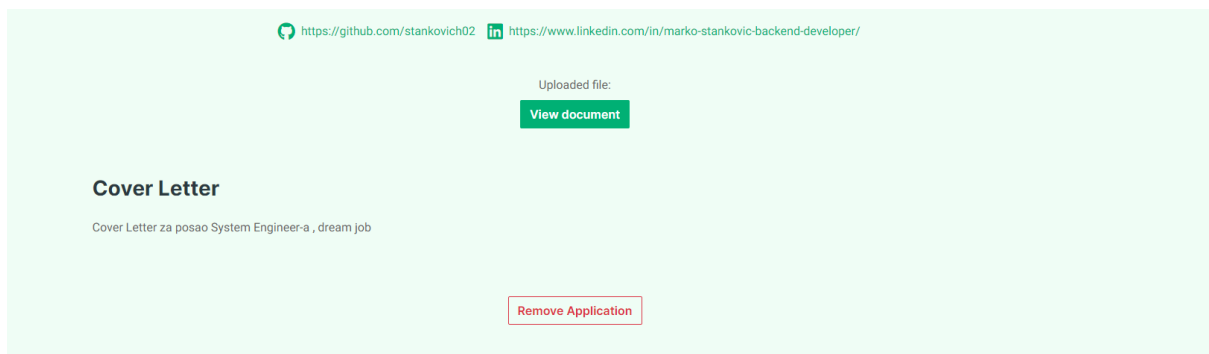 https://github.com/stankovich02 in https://www.linkedin.com/in/marko-stankovic-backend-developer/
Uploaded file:
View document
Cover Letter
Cover Letter za posao System Engineer-a , dream job
Remove Application